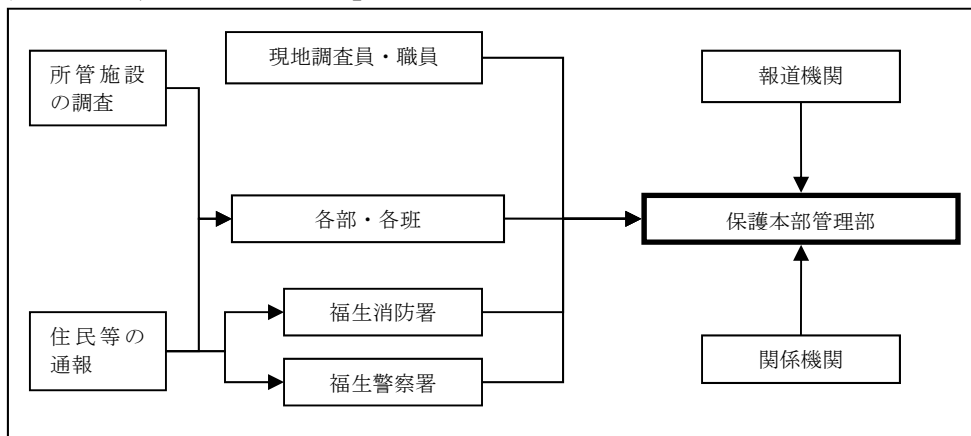 現地調査員・職員
所管施設
の調査
報道機関
各部・各班
保護本部管理部
福生消防署
住民等の
通報
福生警察署
関係機関